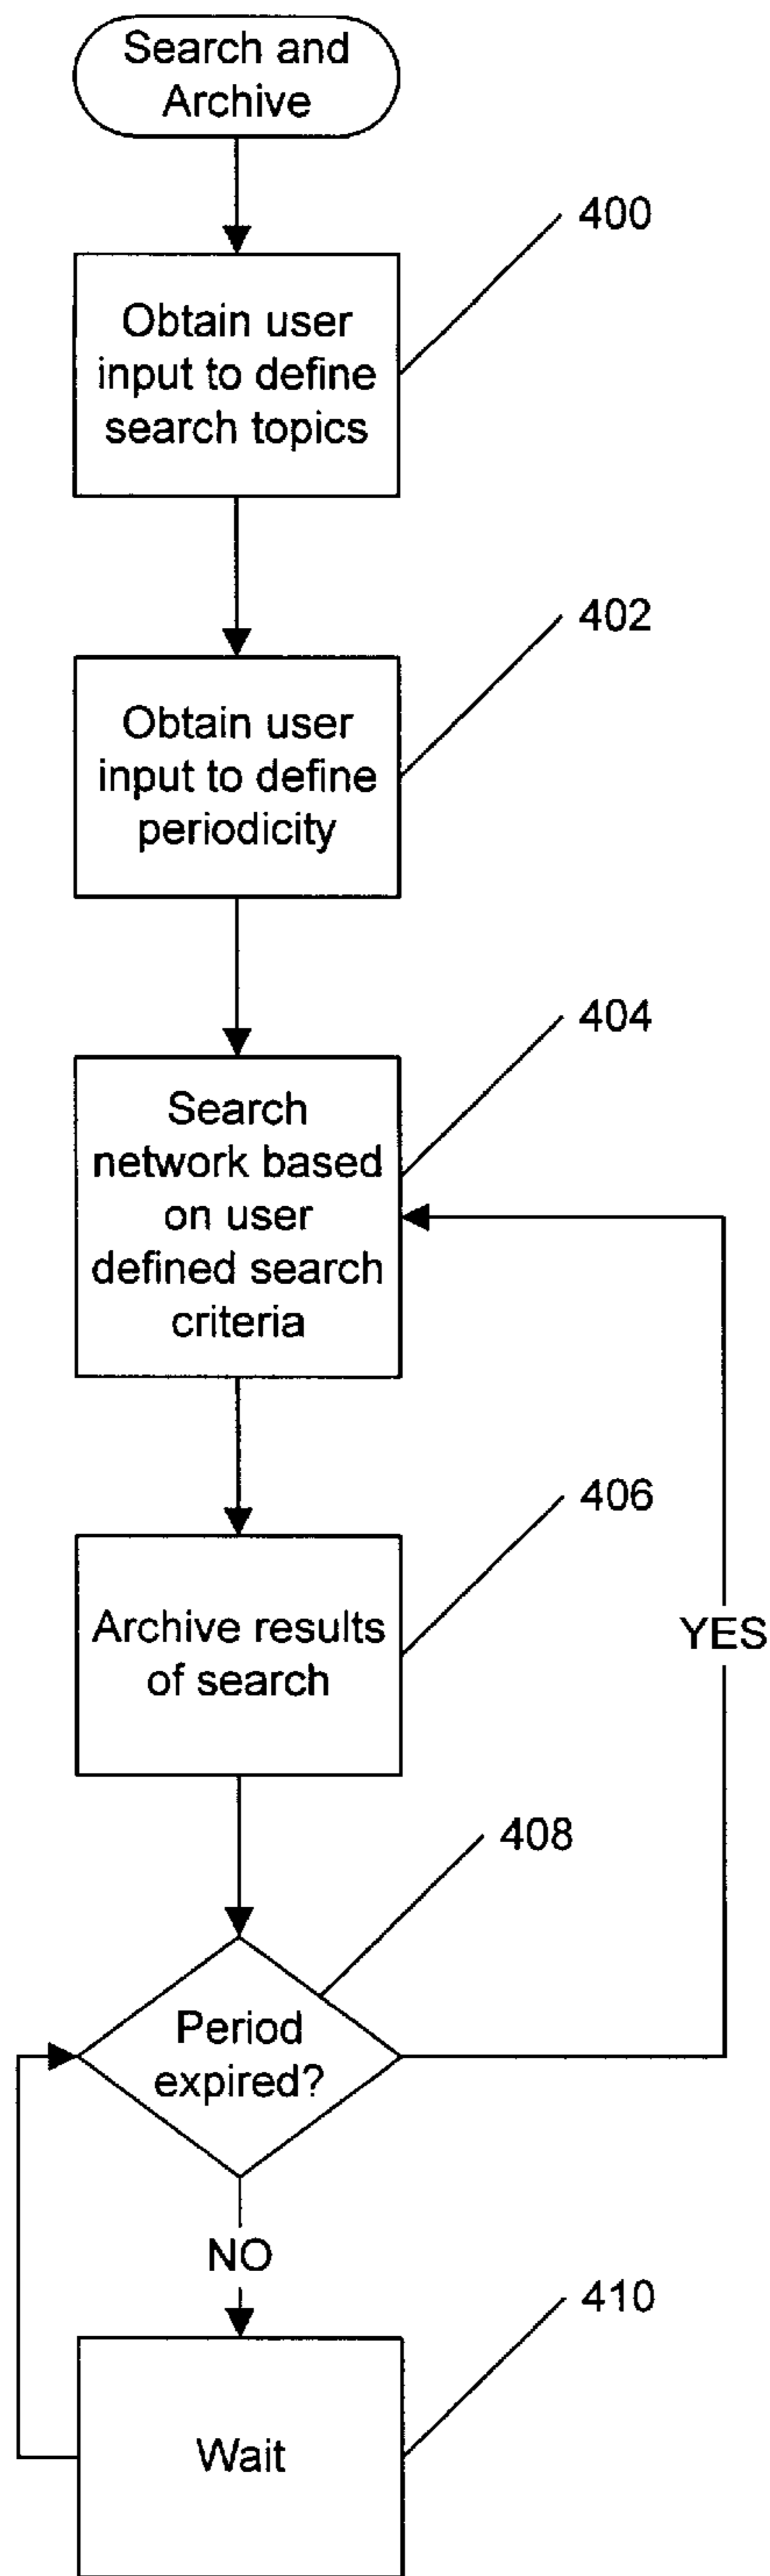 Search and
Archive
400
Obtain user
input to define
search topics
402
Obtain user
input to define
periodicity
404
Search
network based
on user
defined search
criteria
406
Archive results
of search
YES
408
Period
expired?
NO
410
Wait